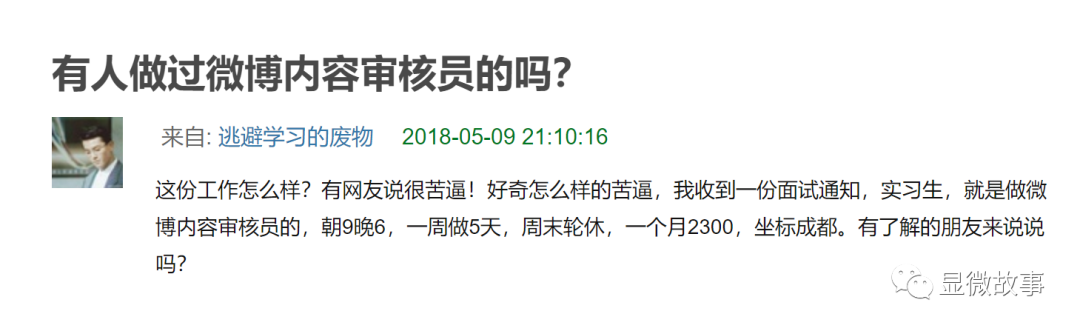 有人做过微博内容审核员的吗?
来自: 逃避学习的废物 2018-05-09 21:10:16
这份工作怎么样？有网友说很苦逼！好奇怎么样的苦逼，我收到一份面试通知，实习生，就是做微
博内容审核员的，朝9晚6，一周做5天，周末轮休，一个月2300，坐标成都。有了解的朋友来说说
吗？
显微故事